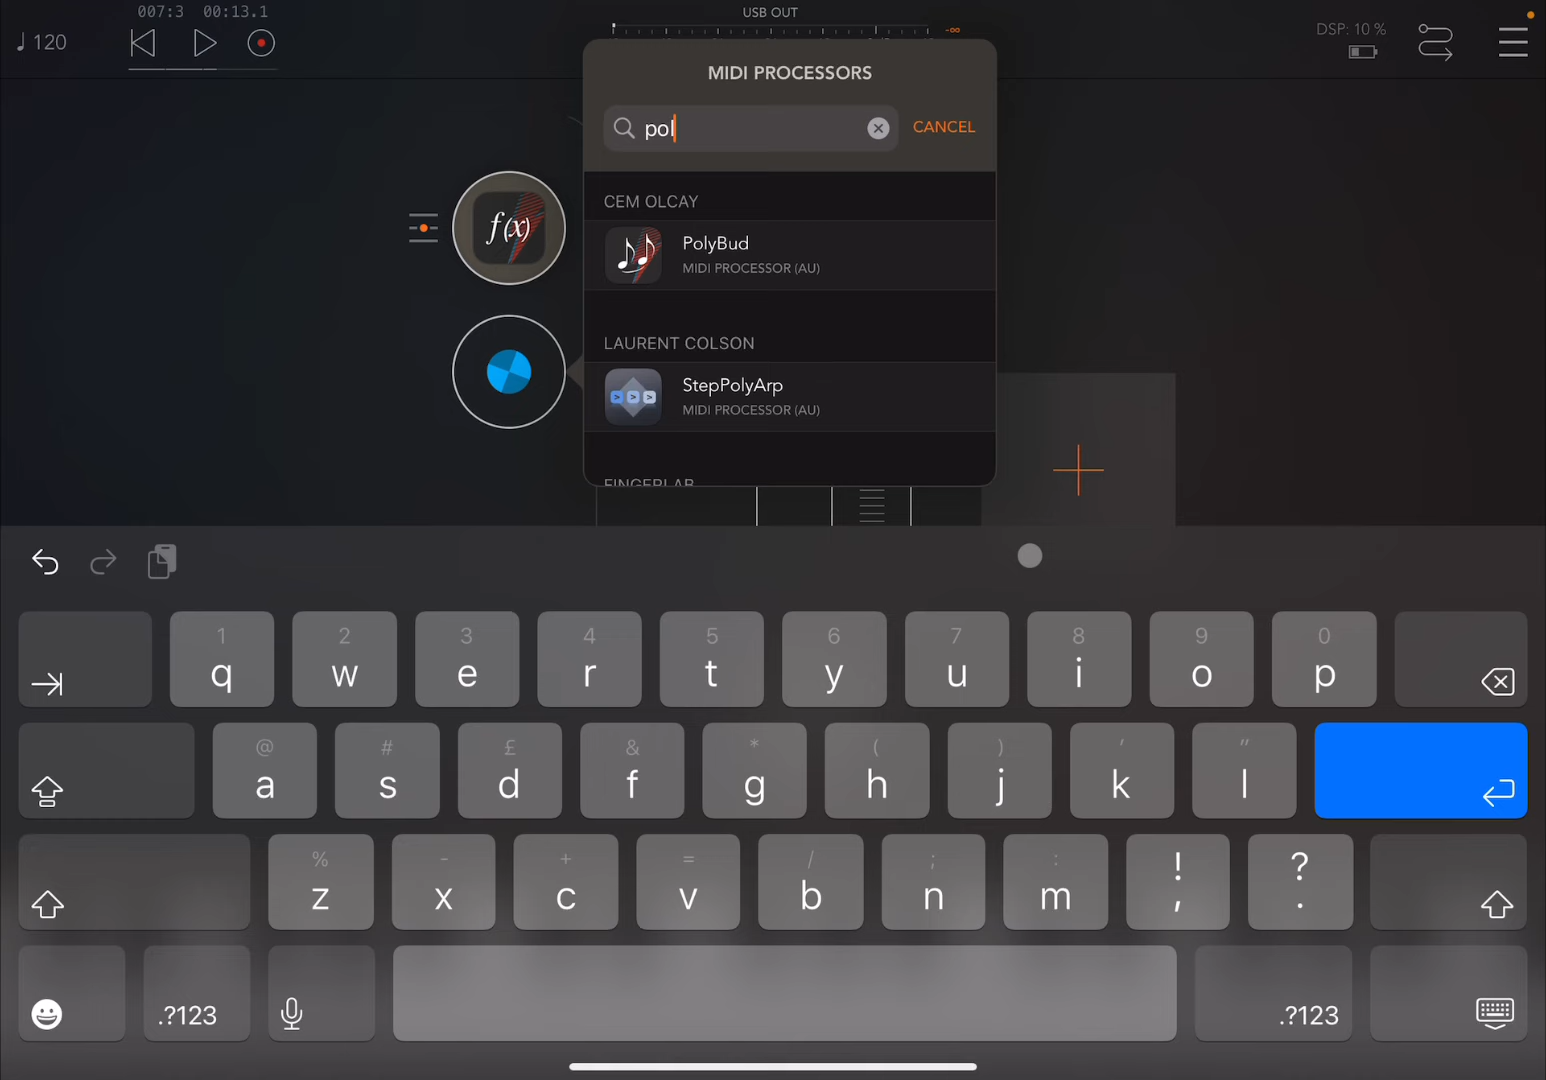 007:3 00:13.1
♩ 120
USB OUT
-∞
DSP: 10 %
MIDI PROCESSORS
pol
CANCEL
CEM OLCAY
PolyBud
MIDI PROCESSOR (AU)
LAURENT COLSON
StepPolyArp
MIDI PROCESSOR (AU)
FINGERLAB
f(x)
1 2 3 4 5 6 7 8 9 0
q w e r t y u i o p
@ # £ & * ( ) ' "
a s d f g h j k l
% - + = / ; : ! ?
z x c v b n m , .
.?123 .?123